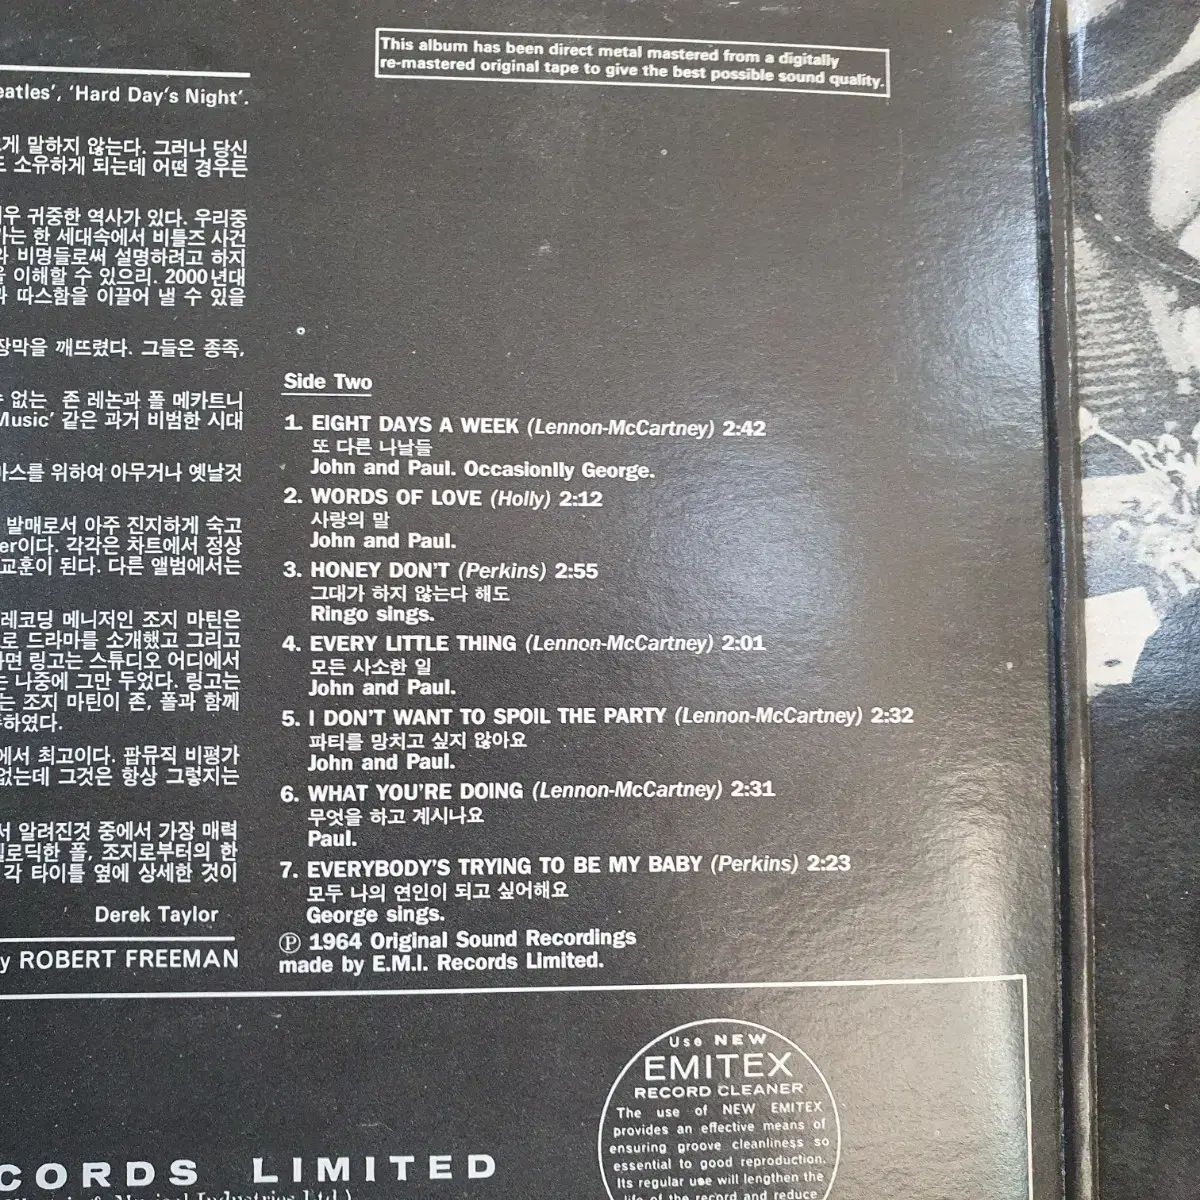 This album has been direct metal mastered from a digitally
re-mastered original tape to give the best possible sound quality.
'Hard Day's Night'.
말하지 않는다. 그러나 당신
소유하게 되는데 어떤 경우든
귀중한 역사가 있다. 우리중
한 세대속에서 비틀즈 사건
비명들로써 설명하려고 하지
이해할 수 있으리. 2000년대
따스함을 이끌어 낼 수 있을
장막을 깨뜨렸다. 그들은 종족,
없는 존 레논과 폴 메카트니
Music' 같은 과거 비범한 시대
위하여 아무거나 옛날것
발매로서 아주 진지하게 숙고
각각은 차트에서 정상
교훈이 된다. 다른 앨범에서는
레코딩 메니저인 조지 마틴은
드라마를 소개했고 그리고
링고는 스튜디오 어디에서
나중에 그만 두었다. 링고는
조지 마틴이 존, 폴과 함께
최고이다. 팝뮤직 비평가
없는데 그것은 항상 그렇지는
알려진것 중에서 가장 매력
폴, 조지로부터의 한
각 타이틀 옆에 상세한 것이
Derek Taylor
ROBERT FREEMAN
Side Two
1. EIGHT DAYS A WEEK (Lennon-McCartney) 2:42
또 다른 나날들
John and Paul. Occasionlly George.
2. WORDS OF LOVE (Holly) 2:12
사랑의 말
John and Paul.
3. HONEY DON'T (Perkins) 2:55
그대가 하지 않는다 해도
Ringo sings.
4. EVERY LITTLE THING (Lennon-McCartney) 2:01
모든 사소한 일
John and Paul.
5. I DON'T WANT TO SPOIL THE PARTY (Lennon-McCartney) 2:32
파티를 망치고 싶지 않아요
John and Paul.
6. WHAT YOU'RE DOING (Lennon-McCartney) 2:31
무엇을 하고 계시나요
Paul.
7. EVERYBODY'S TRYING TO BE MY BABY (Perkins) 2:23
모두 나의 연인이 되고 싶어해요
George sings.
Ⓟ 1964 Original Sound Recordings
made by E.M.I. Records Limited.
CORDS LIMITED
Use NEW
EMITEX
RECORD CLEANER
The use of NEW EMITEX
provides an effective means of
ensuring groove cleanliness so
essential to good reproduction.
Its regular use will lengthen the
life of the record and reduce